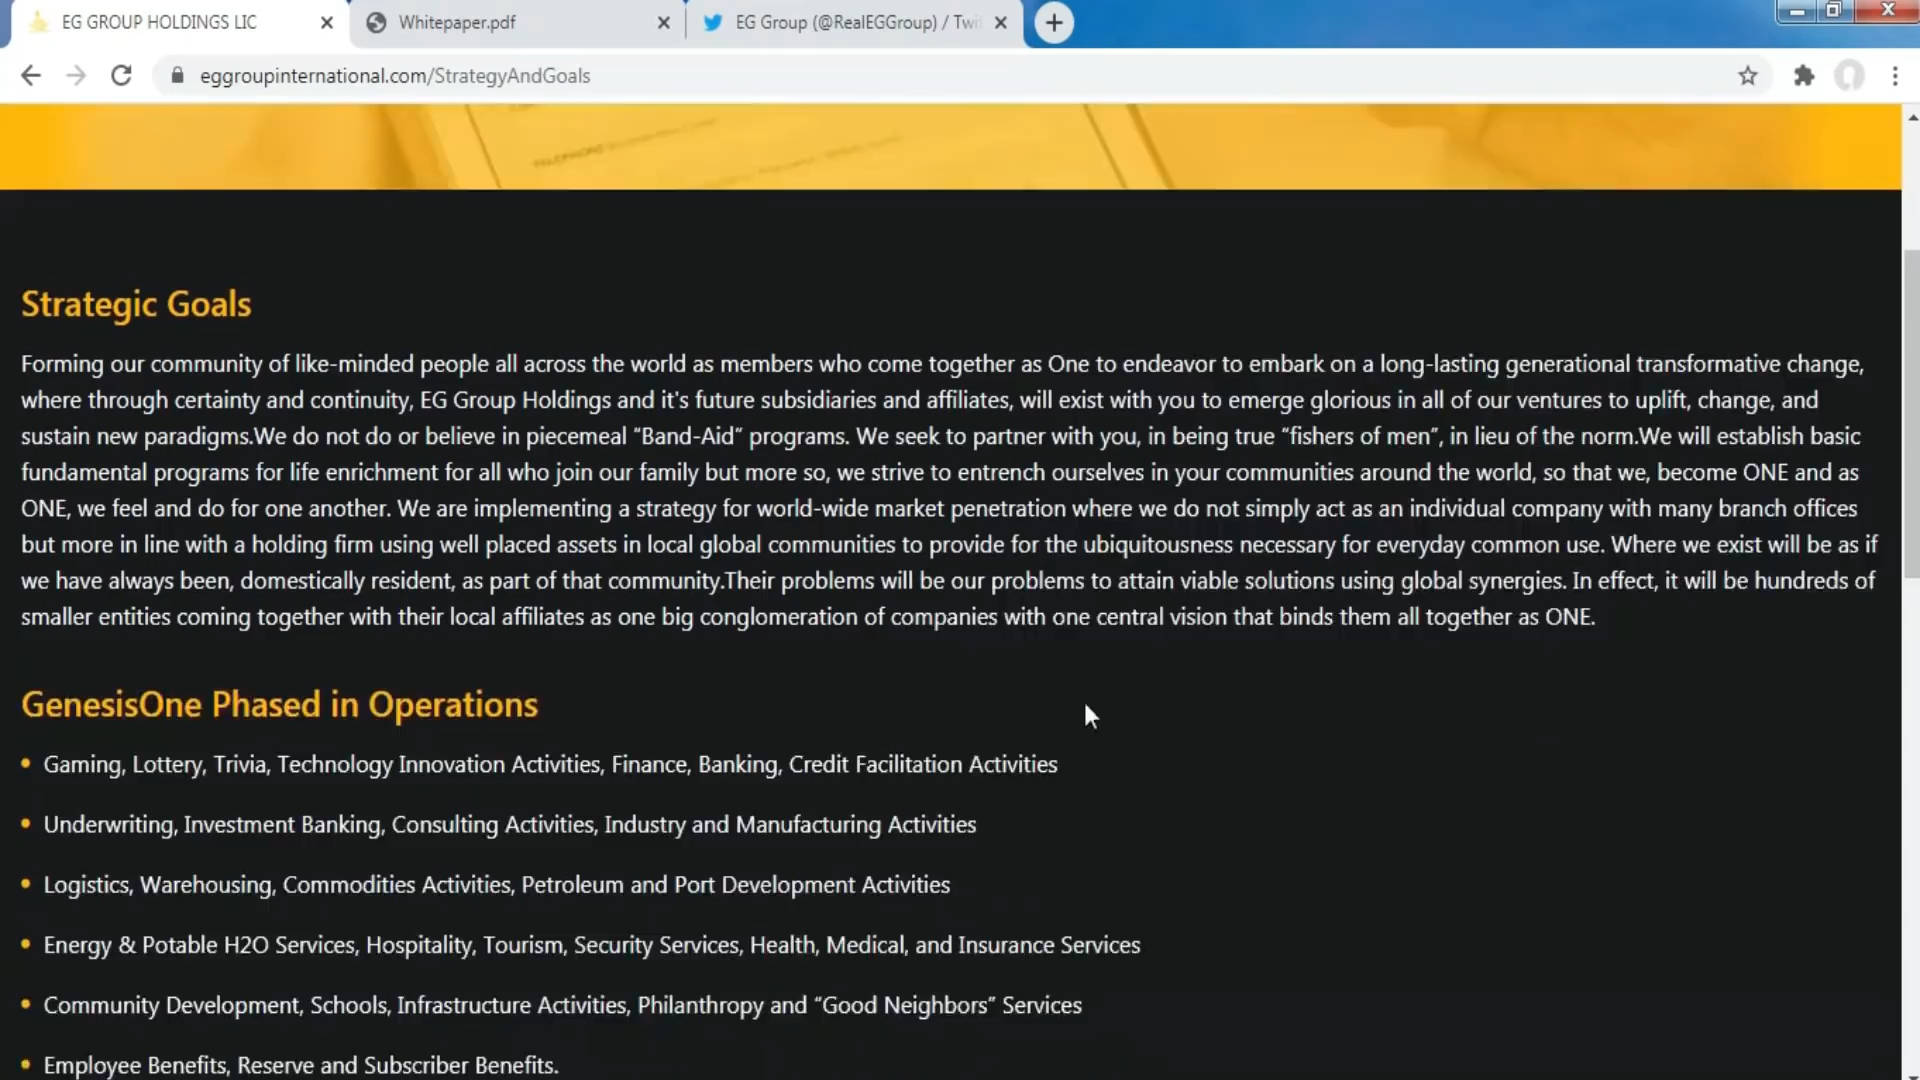 EG GROUP HOLDINGS LIC
Whitepaper.pdf
EG Group (@RealEGGroup) / Twi
eggroupinternational.com/StrategyAndGoals
TELEPHONE
Strategic Goals
Forming our community of like-minded people all across the world as members who come together as One to endeavor to embark on a long-lasting generational transformative change,
where through certainty and continuity, EG Group Holdings and it's future subsidiaries and affiliates, will exist with you to emerge glorious in all of our ventures to uplift, change, and
sustain new paradigms.We do not do or believe in piecemeal “Band-Aid” programs. We seek to partner with you, in being true “fishers of men”, in lieu of the norm.We will establish basic
fundamental programs for life enrichment for all who join our family but more so, we strive to entrench ourselves in your communities around the world, so that we, become ONE and as
ONE, we feel and do for one another. We are implementing a strategy for world-wide market penetration where we do not simply act as an individual company with many branch offices
but more in line with a holding firm using well placed assets in local global communities to provide for the ubiquitousness necessary for everyday common use. Where we exist will be as if
we have always been, domestically resident, as part of that community.Their problems will be our problems to attain viable solutions using global synergies. In effect, it will be hundreds of
smaller entities coming together with their local affiliates as one big conglomeration of companies with one central vision that binds them all together as ONE.
GenesisOne Phased in Operations
• Gaming, Lottery, Trivia, Technology Innovation Activities, Finance, Banking, Credit Facilitation Activities
• Underwriting, Investment Banking, Consulting Activities, Industry and Manufacturing Activities
• Logistics, Warehousing, Commodities Activities, Petroleum and Port Development Activities
• Energy & Potable H2O Services, Hospitality, Tourism, Security Services, Health, Medical, and Insurance Services
• Community Development, Schools, Infrastructure Activities, Philanthropy and “Good Neighbors” Services
• Employee Benefits, Reserve and Subscriber Benefits.